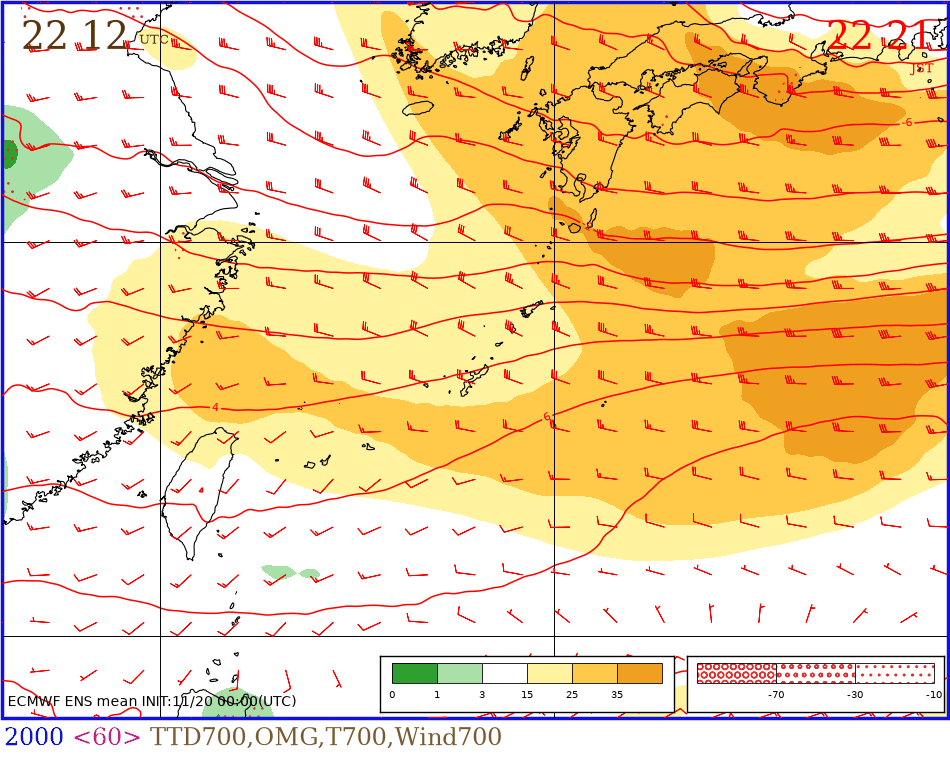 22 12 UTC
22 21
JST
-6
4
6
6
4
0 1 3 15 25 35
-70 -30 -10
ECMWF ENS mean INIT:11/20 00:00(UTC)
2000 <60> TTD700,OMG,T700,Wind700